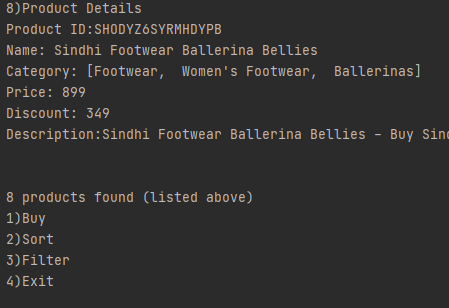 8)Product Details
Product ID:SHODYZ6SYRMHDYPB
Name: Sindhi Footwear Ballerina Bellies
Category: [Footwear,  Women's Footwear,  Ballerinas]
Price: 899
Discount: 349
Description:Sindhi Footwear Ballerina Bellies – Buy
8 products found (listed above)
1)Buy
2)Sort
3)Filter
4)Exit